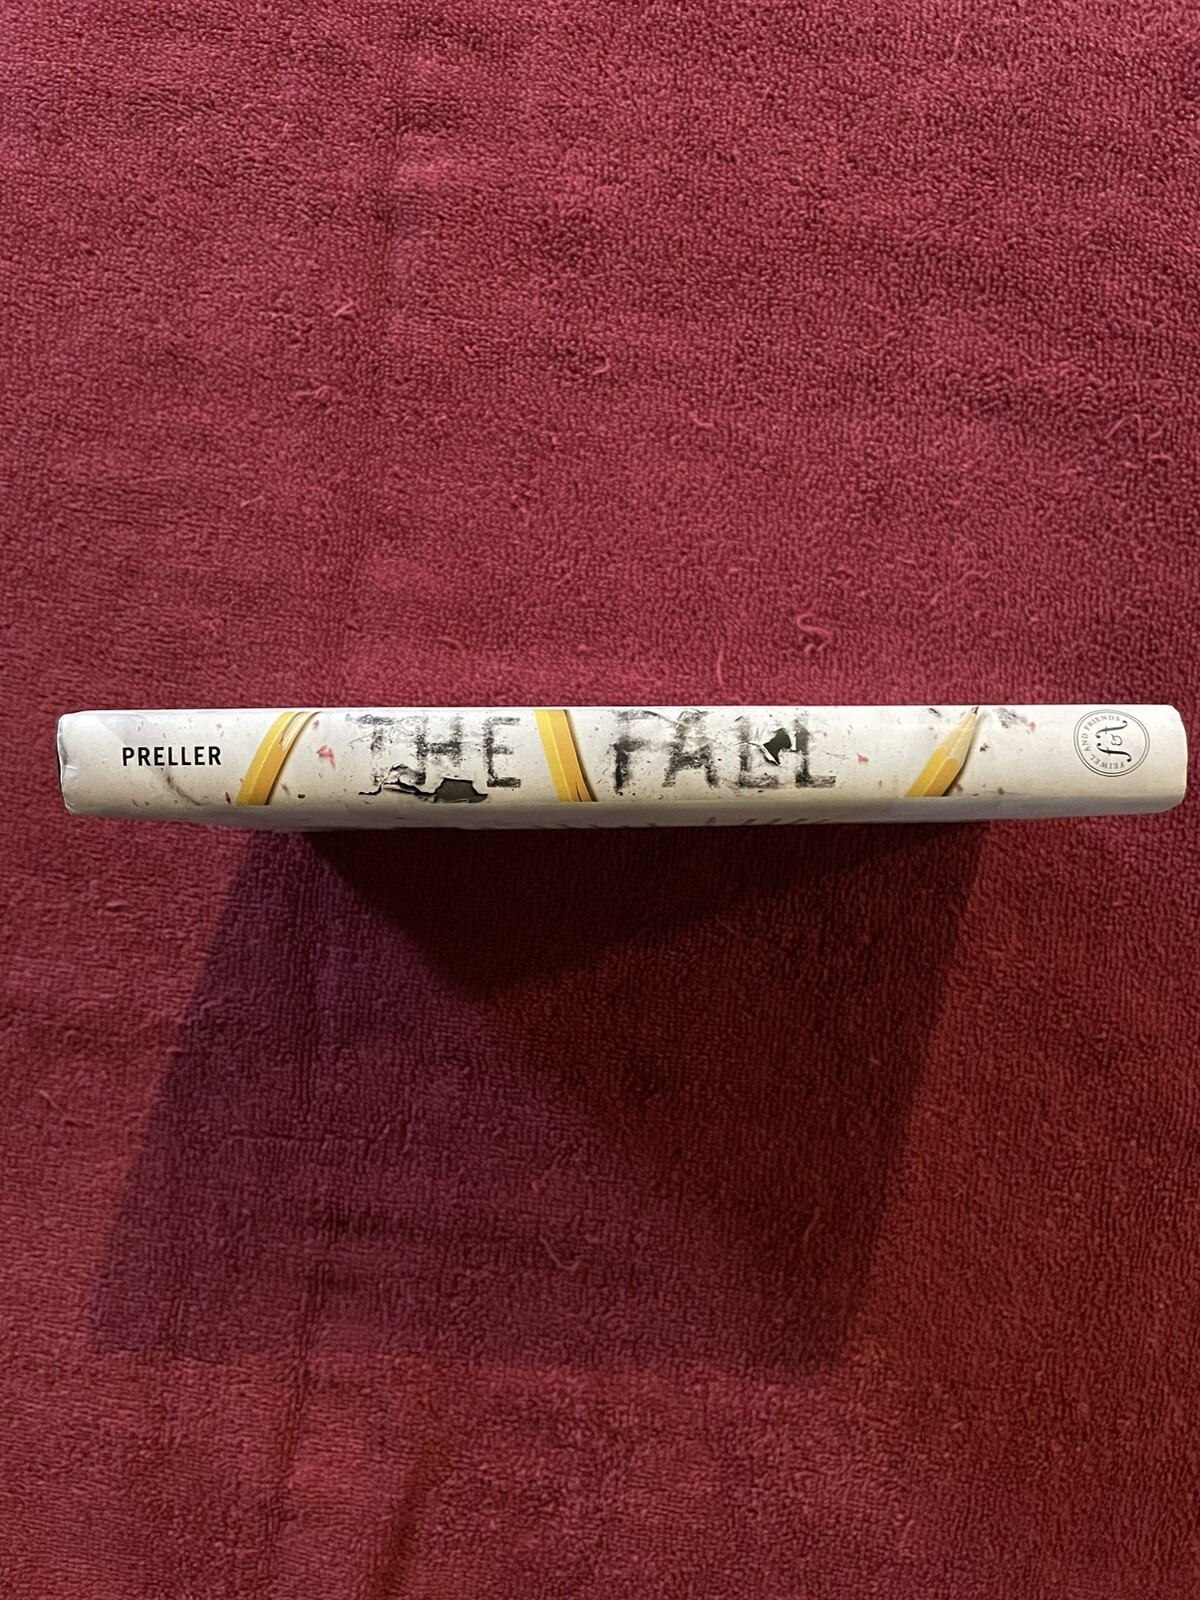 PRELLER
THE FALL
FEIWEL AND FRIENDS
f&f